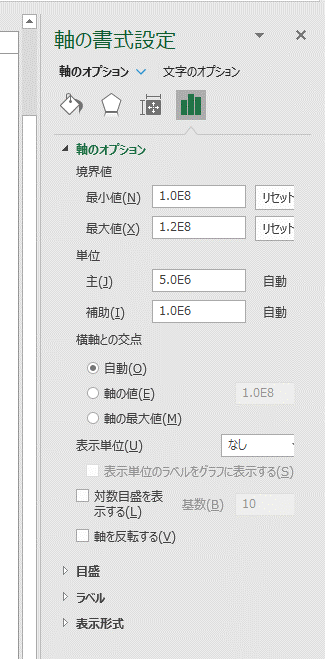 軸の書式設定
軸のオプション 文字のオプション
軸のオプション
境界値
最小値(N) 1.0E8 リセット
最大値(X) 1.2E8 リセット
単位
主(J) 5.0E6 自動
補助(I) 1.0E6 自動
横軸との交点
自動(O)
軸の値(E) 1.0E8
軸の最大値(M)
表示単位(U) なし
表示単位のラベルをグラフに表示する(S)
対数目盛を表
示する(L) 基数(B) 10
軸を反転する(V)
目盛
ラベル
表示形式